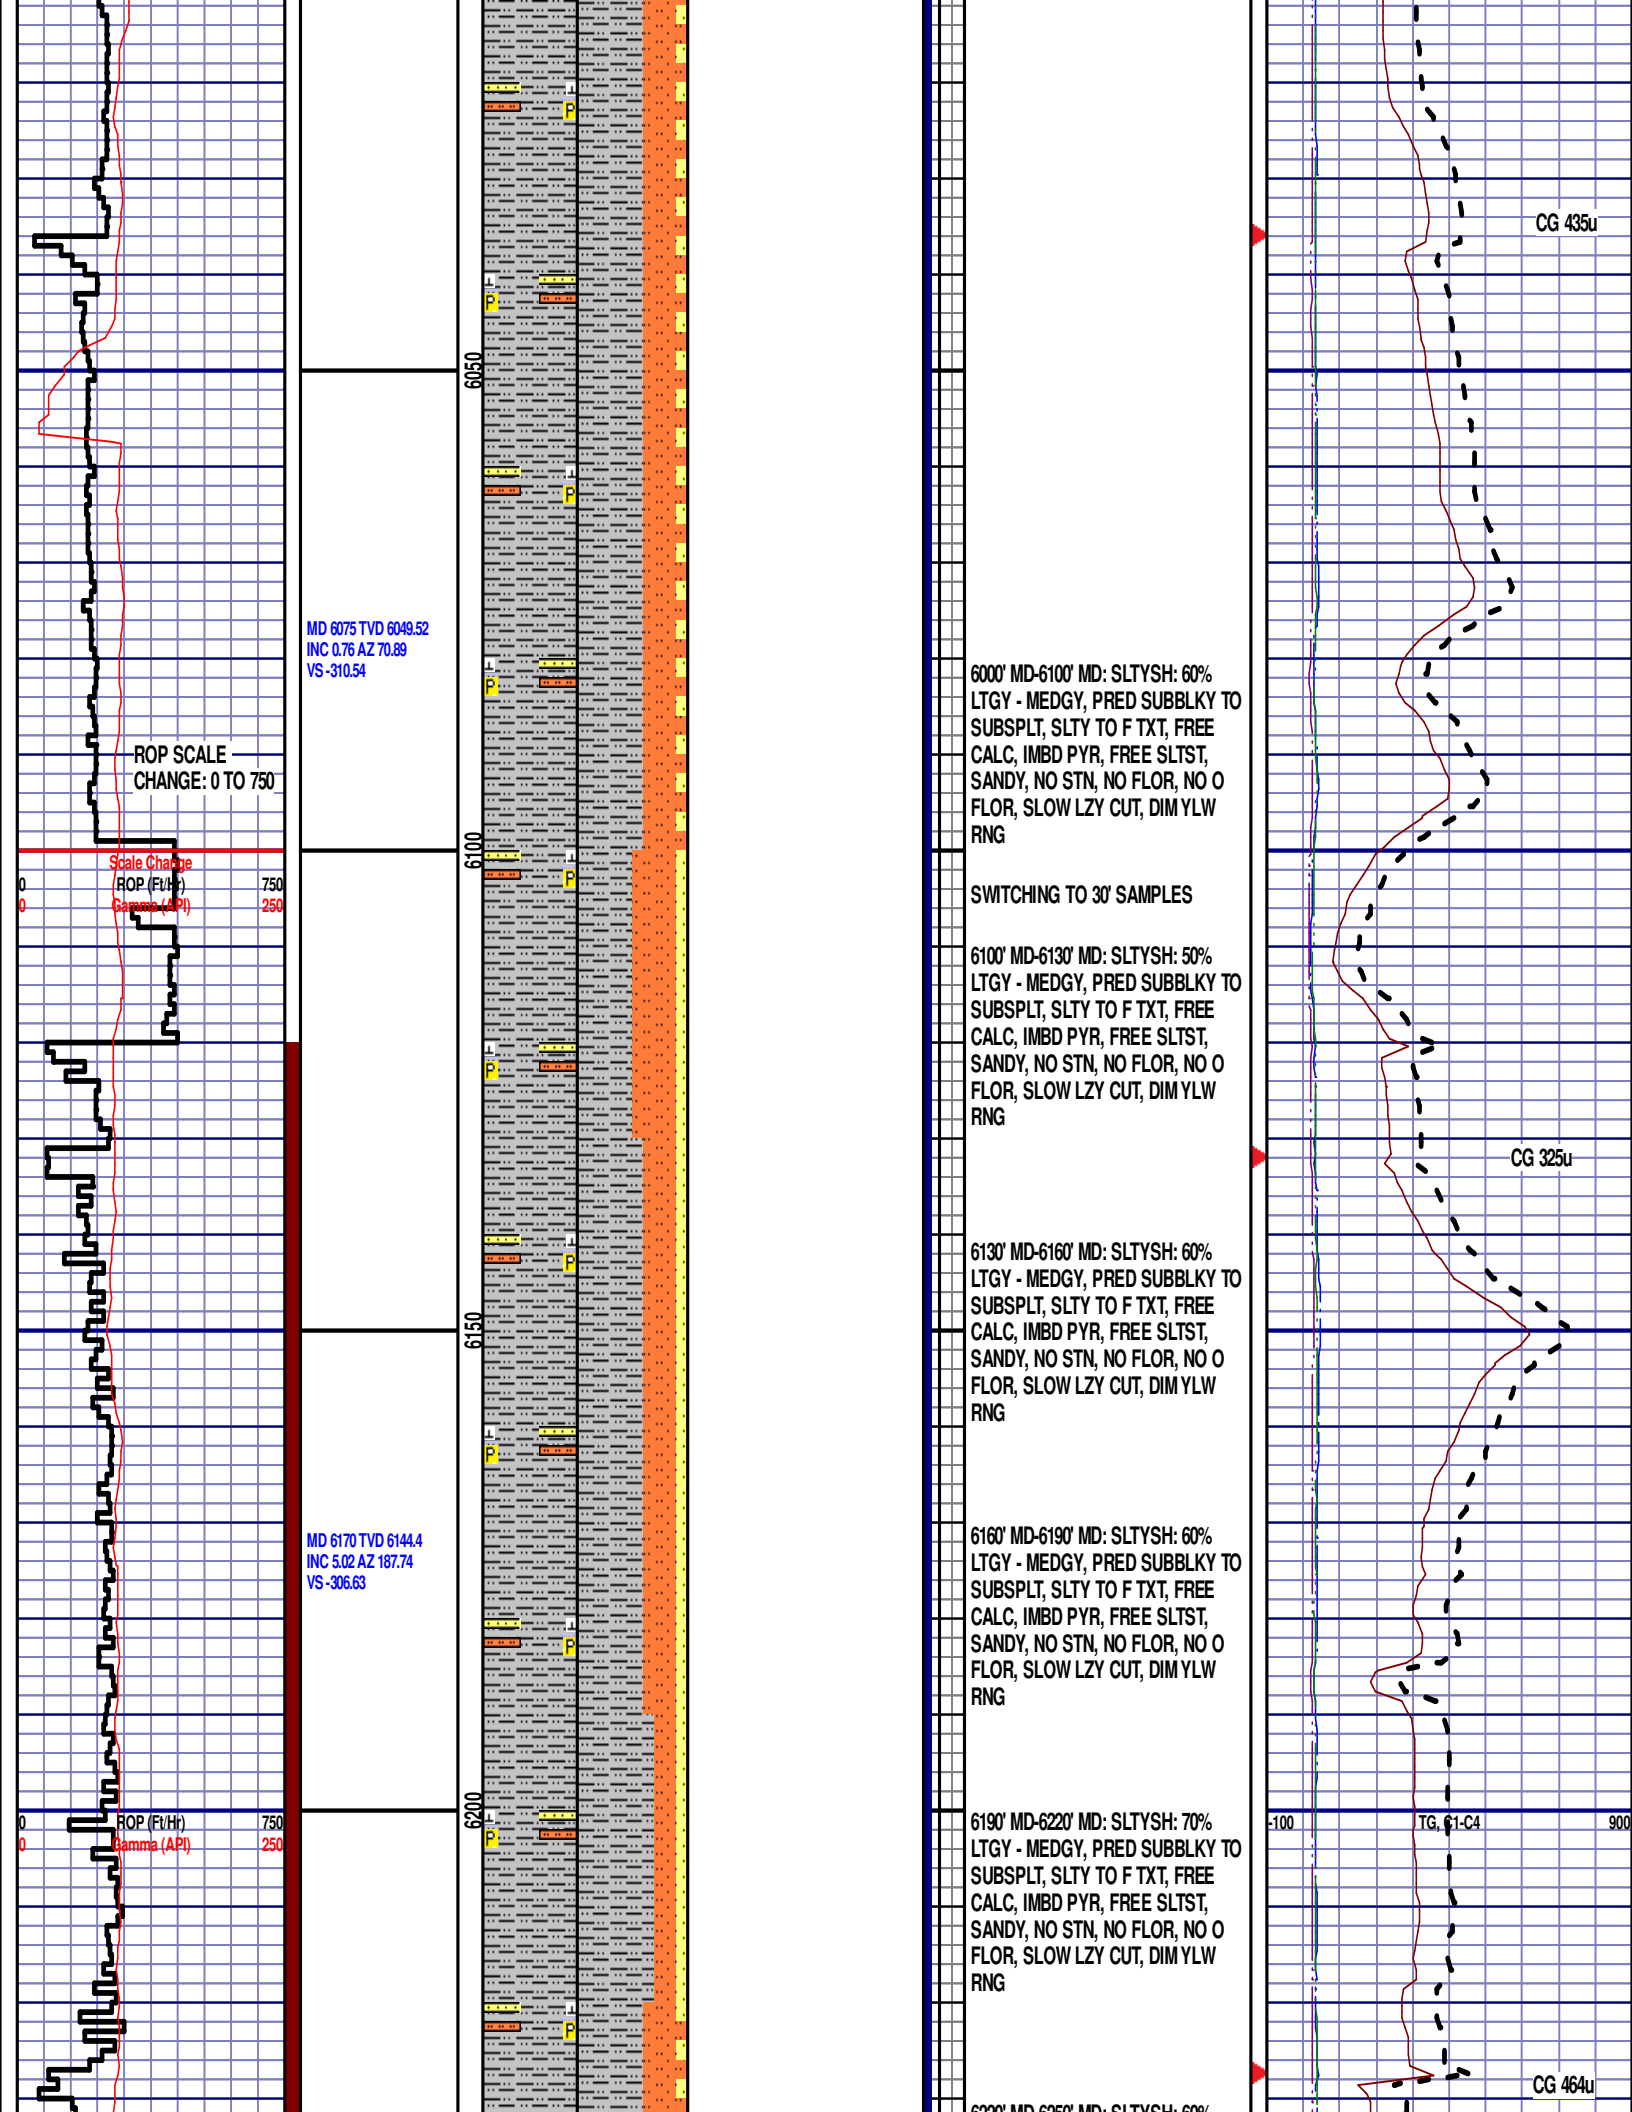 CG 435u
6050
MD 6075 TVD 6049.52
INC 0.76 AZ 70.89
VS -310.54
6000' MD-6100' MD: SLTYSH: 60%
LTGY - MEDGY, PRED SUBBLKY TO
SUBSPLT, SLTY TO F TXT, FREE
CALC, IMBD PYR, FREE SLTST,
SANDY, NO STN, NO FLOR, NO O
FLOR, SLOW LZY CUT, DIM YLW
RNG
ROP SCALE
CHANGE: 0 TO 750
6100
Scale Change
0 ROP (Ft/Hr) 750
0 Gamma (API) 250
SWITCHING TO 30' SAMPLES
6100' MD-6130' MD: SLTYSH: 50%
LTGY - MEDGY, PRED SUBBLKY TO
SUBSPLT, SLTY TO F TXT, FREE
CALC, IMBD PYR, FREE SLTST,
SANDY, NO STN, NO FLOR, NO O
FLOR, SLOW LZY CUT, DIM YLW
RNG
CG 325u
6130' MD-6160' MD: SLTYSH: 60%
LTGY - MEDGY, PRED SUBBLKY TO
SUBSPLT, SLTY TO F TXT, FREE
CALC, IMBD PYR, FREE SLTST,
SANDY, NO STN, NO FLOR, NO O
FLOR, SLOW LZY CUT, DIM YLW
RNG
6150
MD 6170 TVD 6144.4
INC 5.02 AZ 187.74
VS -306.63
6160' MD-6190' MD: SLTYSH: 60%
LTGY - MEDGY, PRED SUBBLKY TO
SUBSPLT, SLTY TO F TXT, FREE
CALC, IMBD PYR, FREE SLTST,
SANDY, NO STN, NO FLOR, NO O
FLOR, SLOW LZY CUT, DIM YLW
RNG
6200
0 ROP (Ft/Hr) 750
0 Gamma (API) 250
-100 TG, C1-C4 900
6190' MD-6220' MD: SLTYSH: 70%
LTGY - MEDGY, PRED SUBBLKY TO
SUBSPLT, SLTY TO F TXT, FREE
CALC, IMBD PYR, FREE SLTST,
SANDY, NO STN, NO FLOR, NO O
FLOR, SLOW LZY CUT, DIM YLW
RNG
CG 464u
6220' MD-6250' MD: SLTYSH: 60%